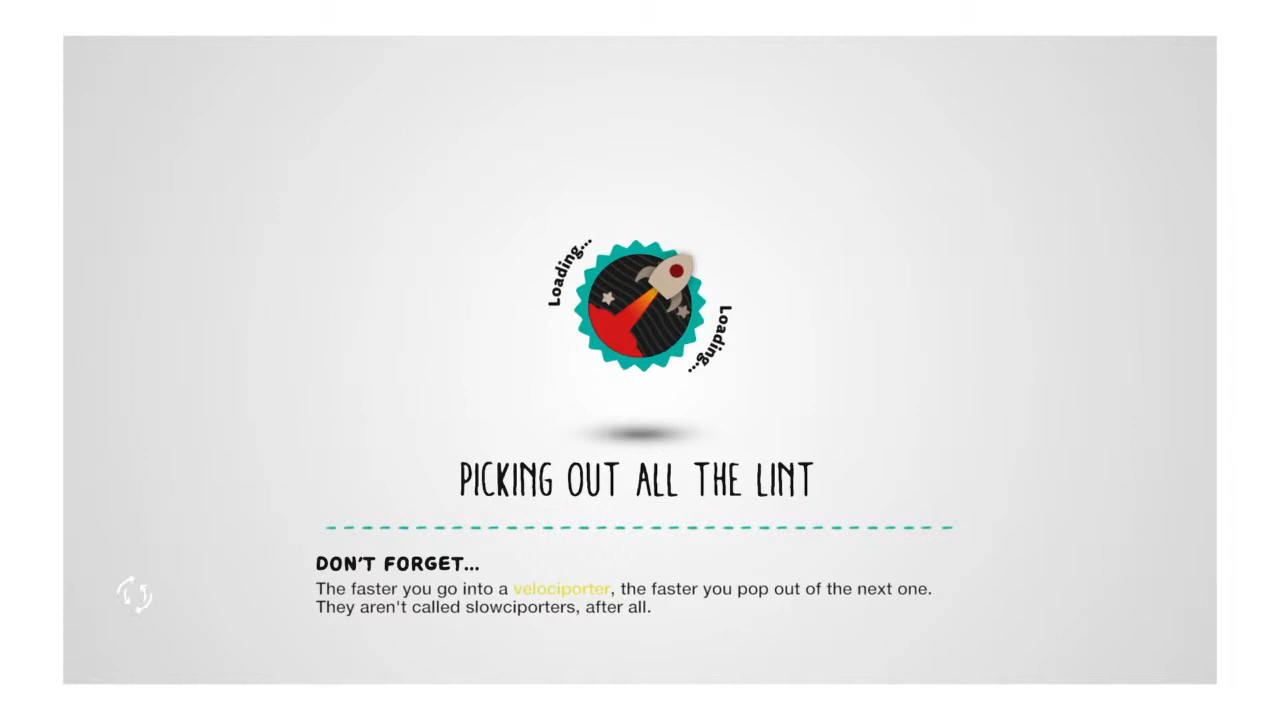 Loading...
Loading...
PICKING OUT ALL THE LINT
DON'T FORGET...
The faster you go into a velociporter, the faster you pop out of the next one.
They aren't called slowciporters, after all.